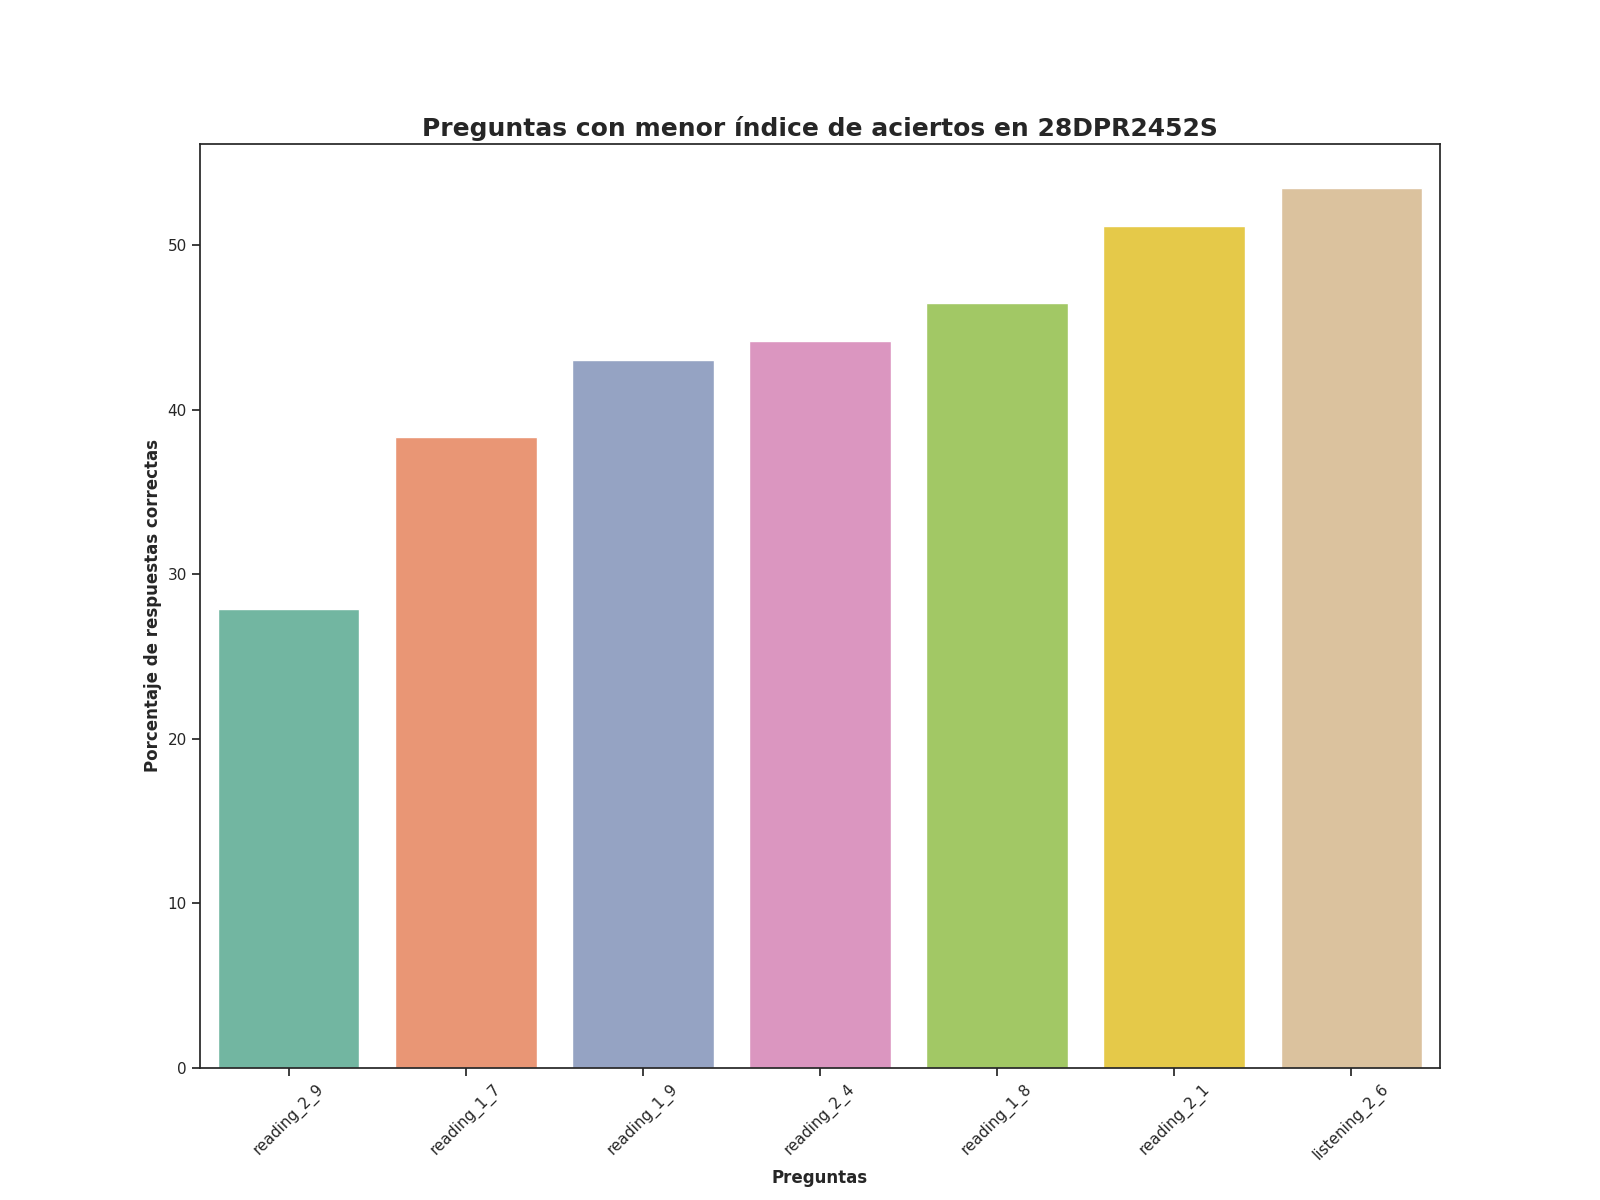 Preguntas con menor índice de aciertos en 28DPR2452S
Porcentaje de respuestas correctas
50
40
30
20
10
0
reading_2_9
reading_1_7
reading_1_9
reading_2_4
reading_1_8
reading_2_1
listening_2_6
Preguntas